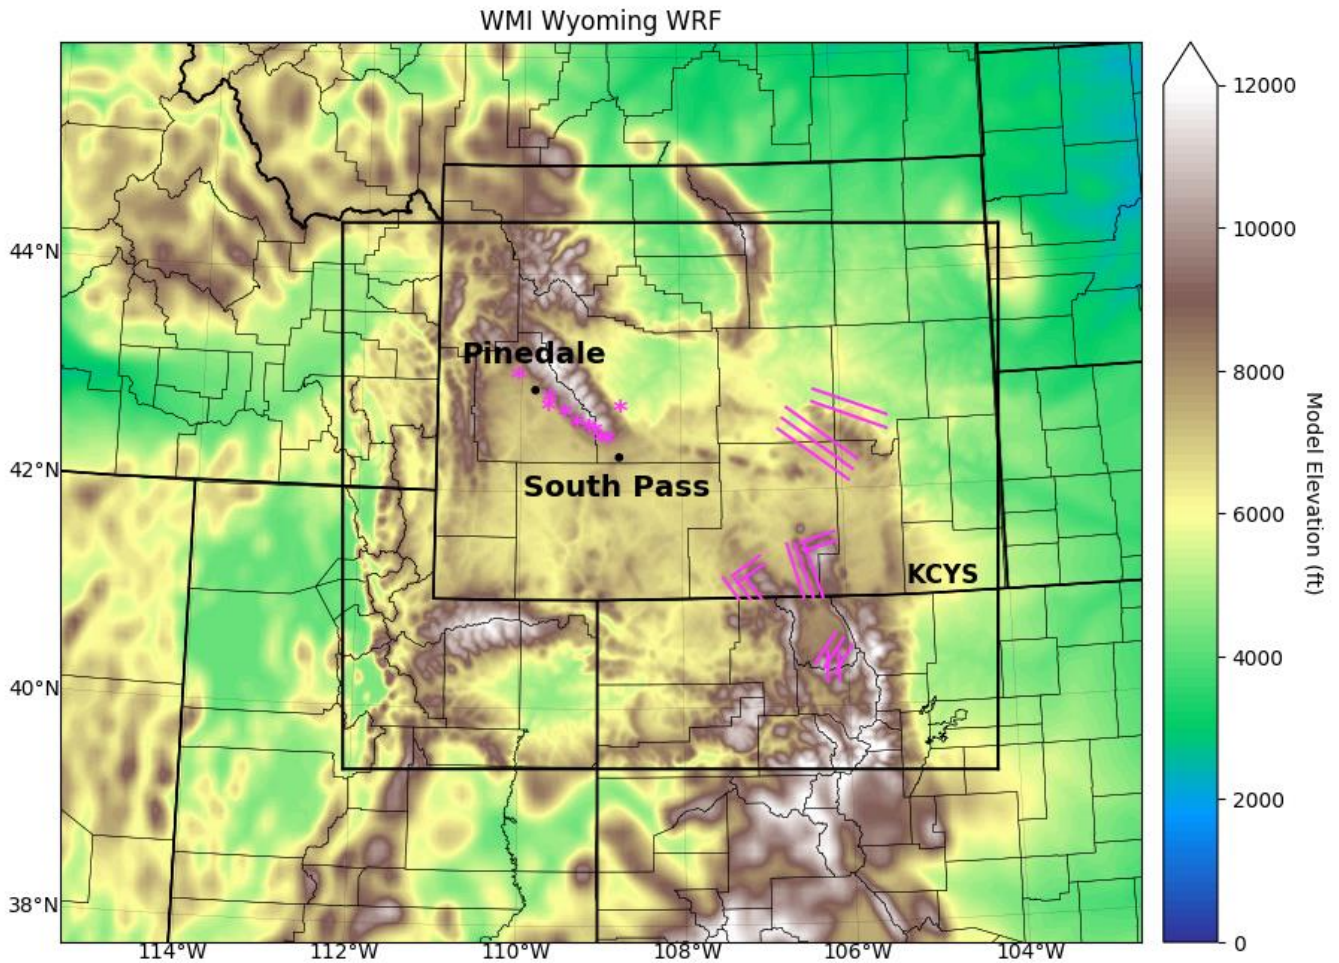 WMI Wyoming WRF
12000
44°N
10000
Pinedale
8000
42°N
South Pass
6000
KCYS
Model Elevation (ft)
40°N
4000
2000
38°N
0
114°W
112°W
110°W
108°W
106°W
104°W